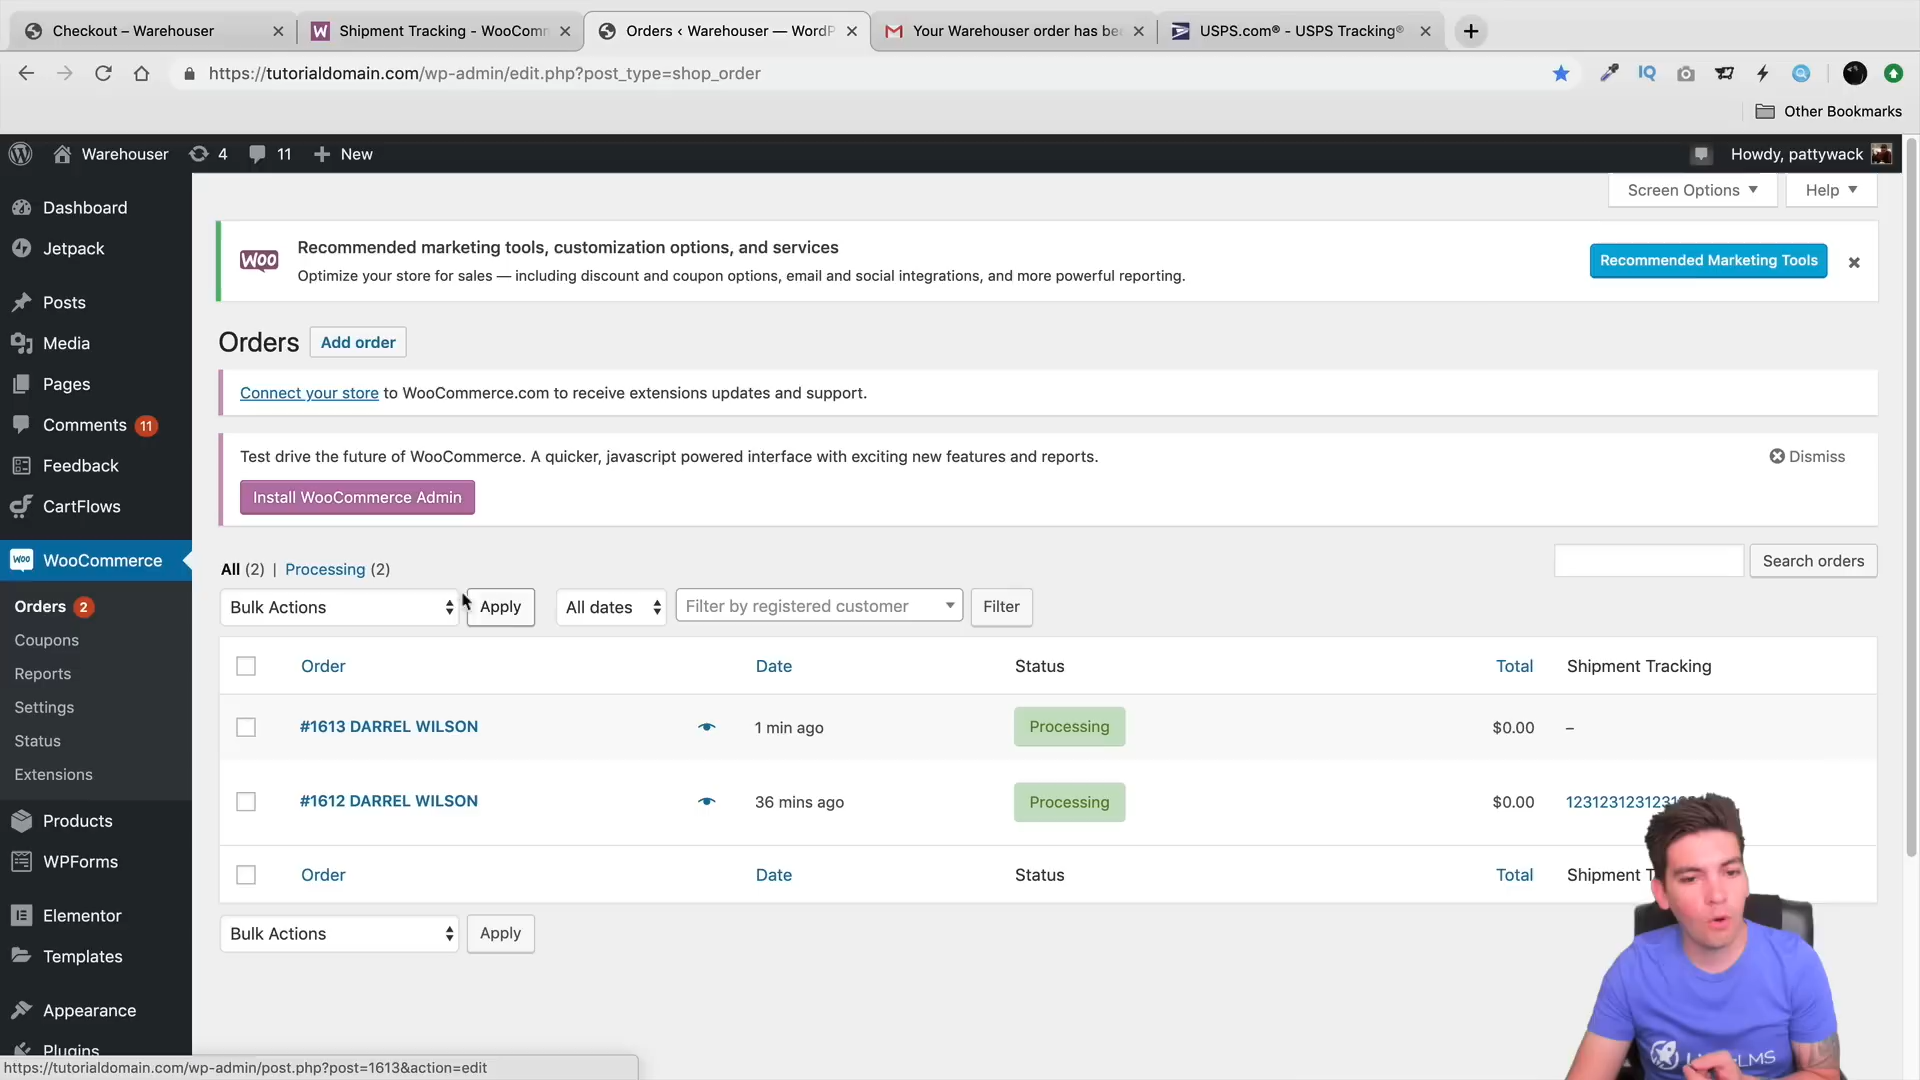 Checkout – Warehouser
Shipment Tracking - WooComm
Orders ‹ Warehouser — WordP
Your Warehouser order has be
USPS.com® - USPS Tracking®
https://tutorialdomain.com/wp-admin/edit.php?post_type=shop_order
IQ
Other Bookmarks
Warehouser 4 11 New
Howdy, pattywack
Screen Options
Help
Dashboard
Jetpack
Posts
Media
Pages
Comments 11
Feedback
CartFlows
WooCommerce
Orders 2
Coupons
Reports
Settings
Status
Extensions
Products
WPForms
Elementor
Templates
Appearance
Plugins
Woo
Recommended marketing tools, customization options, and services
Optimize your store for sales — including discount and coupon options, email and social integrations, and more powerful reporting.
Recommended Marketing Tools
Orders Add order
Connect your store to WooCommerce.com to receive extensions updates and support.
Test drive the future of WooCommerce. A quicker, javascript powered interface with exciting new features and reports.
Dismiss
Install WooCommerce Admin
All (2) | Processing (2)
Search orders
Bulk Actions Apply All dates Filter by registered customer Filter
Order Date Status Total Shipment Tracking
#1613 DARREL WILSON 1 min ago Processing $0.00 –
#1612 DARREL WILSON 36 mins ago Processing $0.00 123123123123
Order Date Status Total Shipment T
Bulk Actions Apply
https://tutorialdomain.com/wp-admin/post.php?post=1613&action=edit